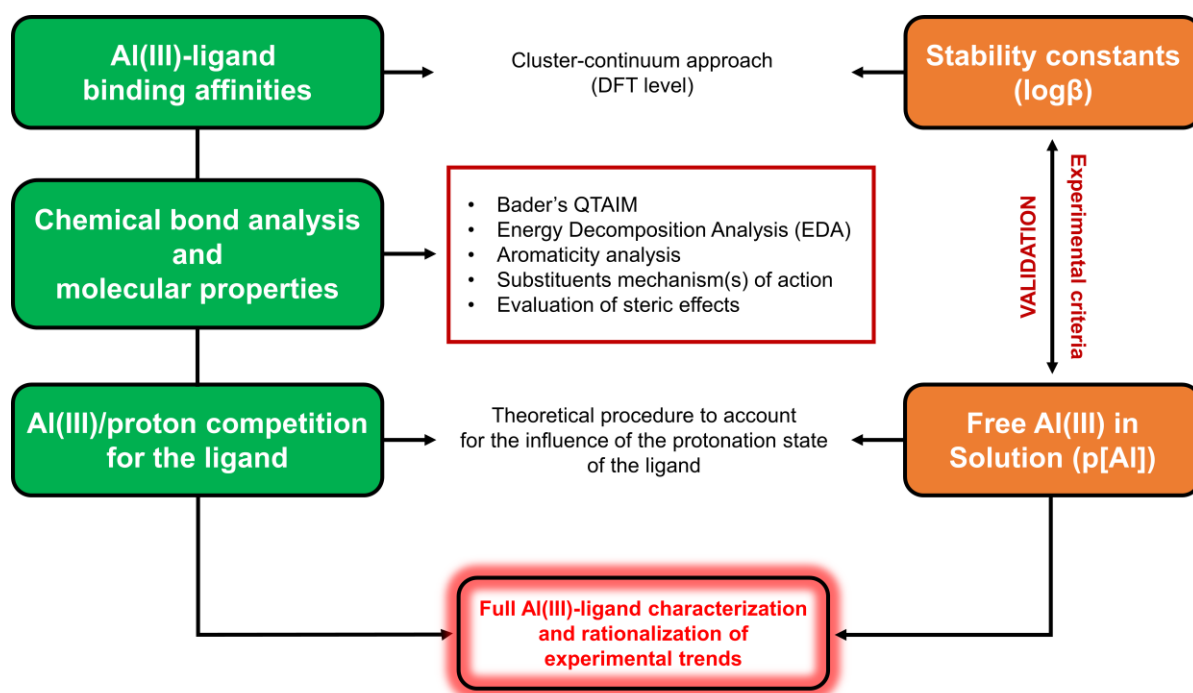 Al(III)-ligand
binding affinities
Cluster-continuum approach
(DFT level)
Stability constants
(logβ)
Chemical bond analysis
and
molecular properties
• Bader's QTAIM
• Energy Decomposition Analysis (EDA)
• Aromaticity analysis
• Substituents mechanism(s) of action
• Evaluation of steric effects
VALIDATION
Experimental criteria
Al(III)/proton competition
for the ligand
Theoretical procedure to account
for the influence of the protonation state
of the ligand
Free Al(III) in
Solution (p[Al])
Full Al(III)-ligand characterization
and rationalization of
experimental trends